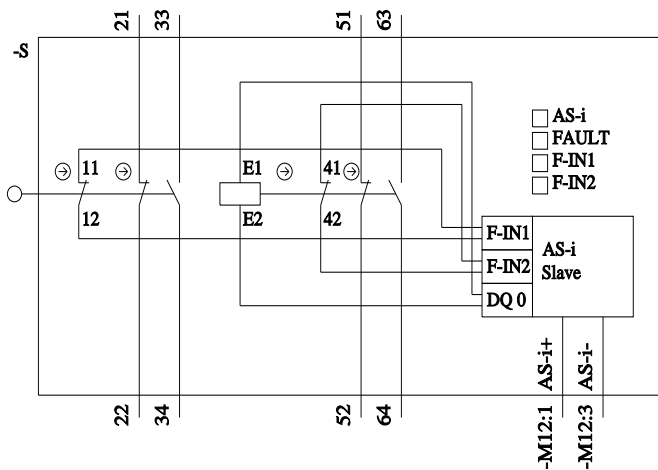 21 33 51 63
-S
AS-i
FAULT
F-IN1
F-IN2
11 E1 41
12 E2 42
F-IN1
F-IN2
DQ 0
AS-i
Slave
22 34 52 64
-M12:1 AS-i+
-M12:3 AS-i-